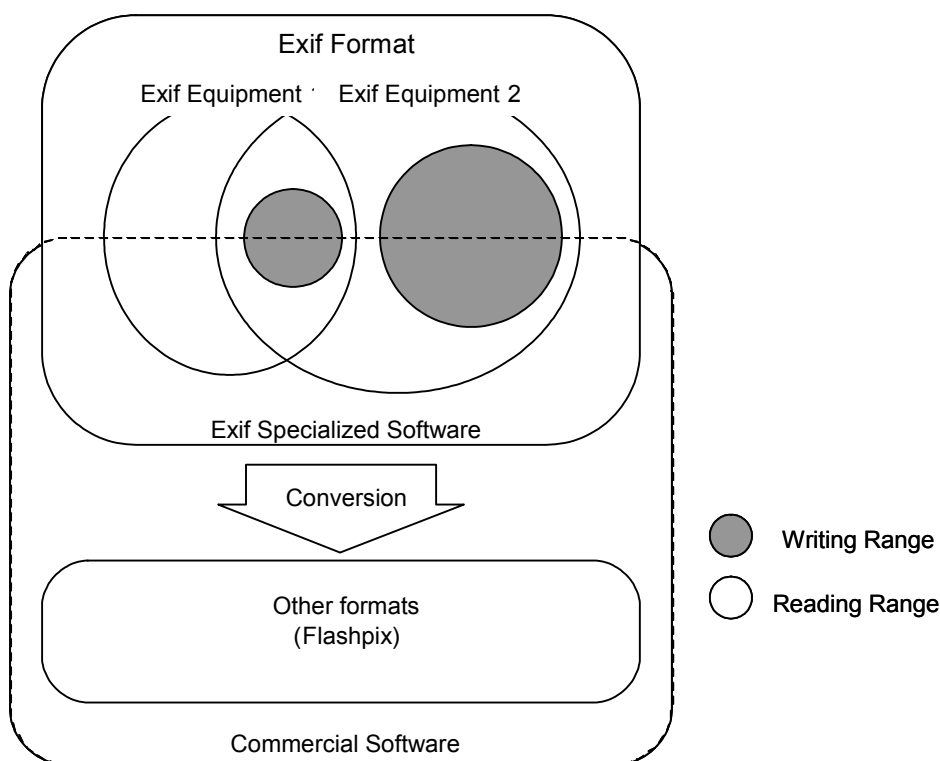 Exif Format
Exif Equipment Exif Equipment 2
Exif Specialized Software
Conversion
Writing Range
Reading Range
Other formats
(Flashpix)
Commercial Software